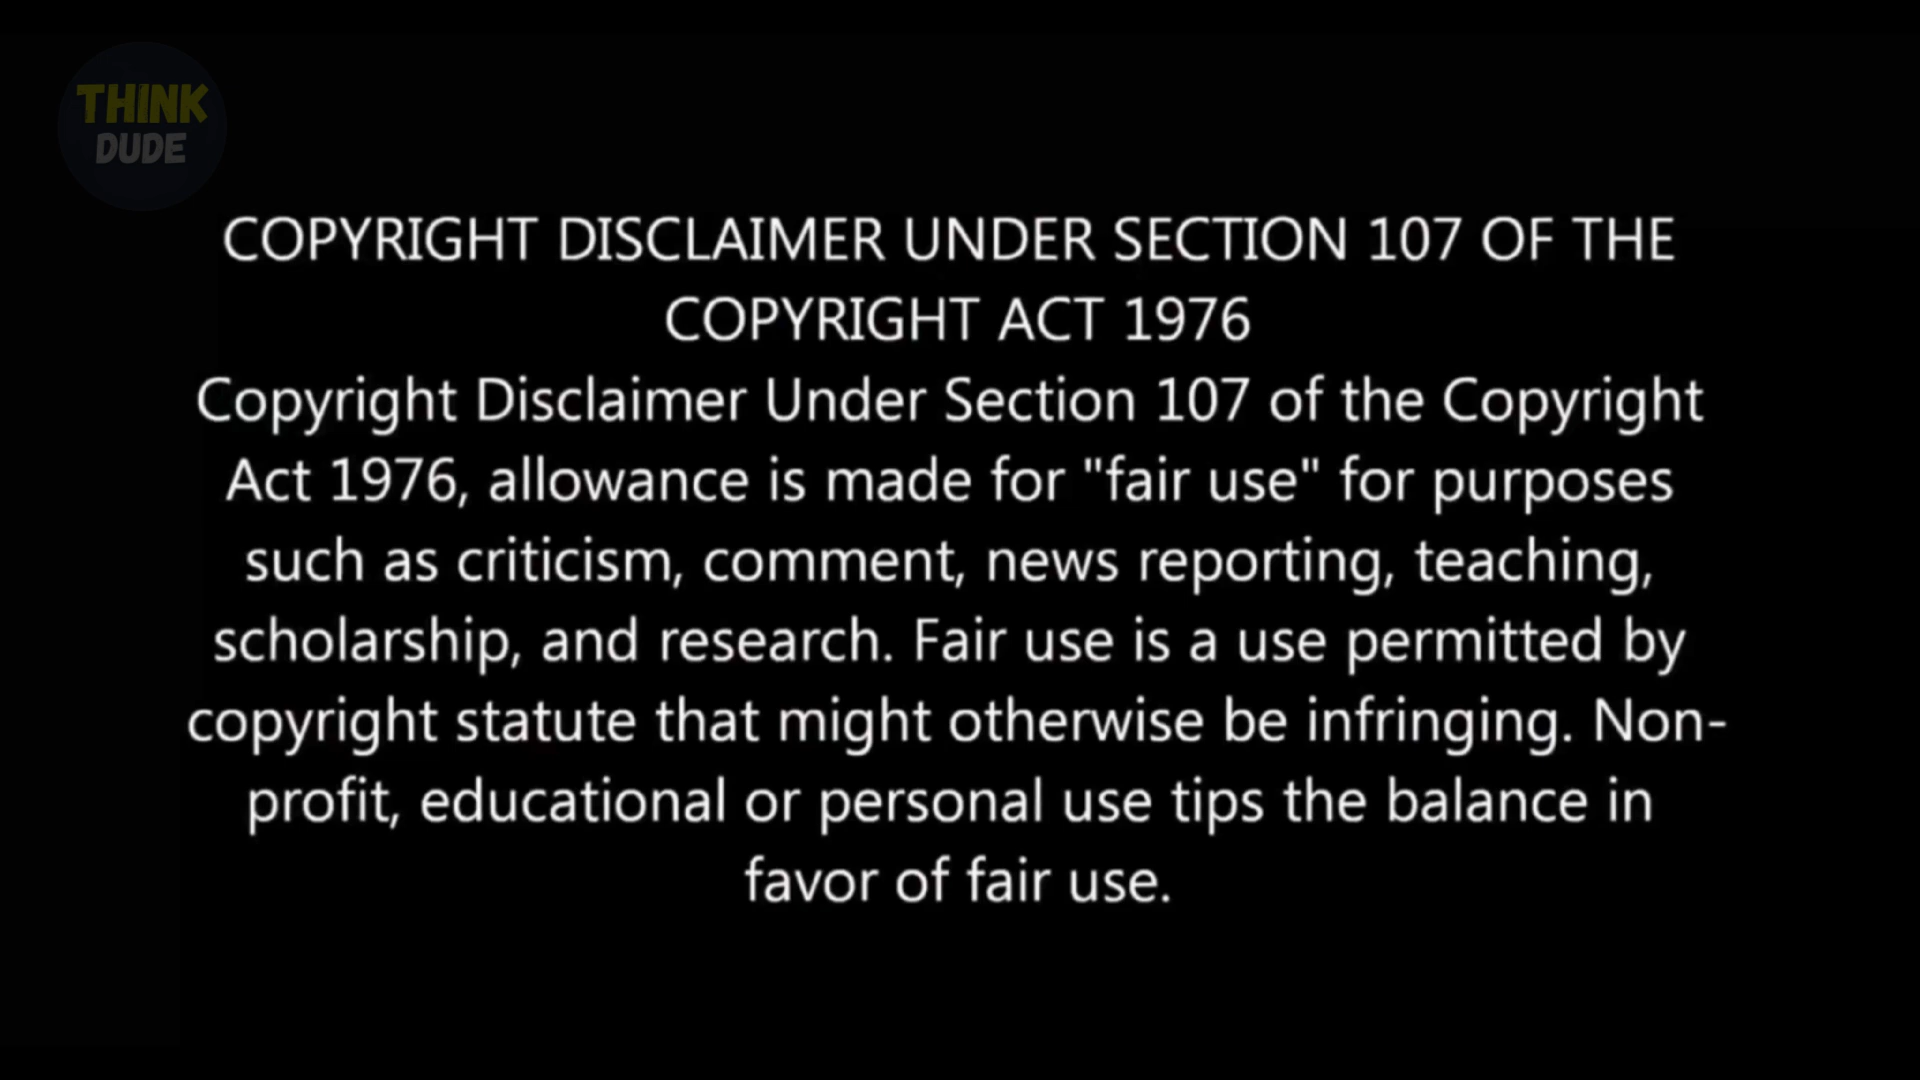 THINK
DUDE
COPYRIGHT DISCLAIMER UNDER SECTION 107 OF THE
COPYRIGHT ACT 1976
Copyright Disclaimer Under Section 107 of the Copyright
Act 1976, allowance is made for "fair use" for purposes
such as criticism, comment, news reporting, teaching,
scholarship, and research. Fair use is a use permitted by
copyright statute that might otherwise be infringing. Non-
profit, educational or personal use tips the balance in
favor of fair use.